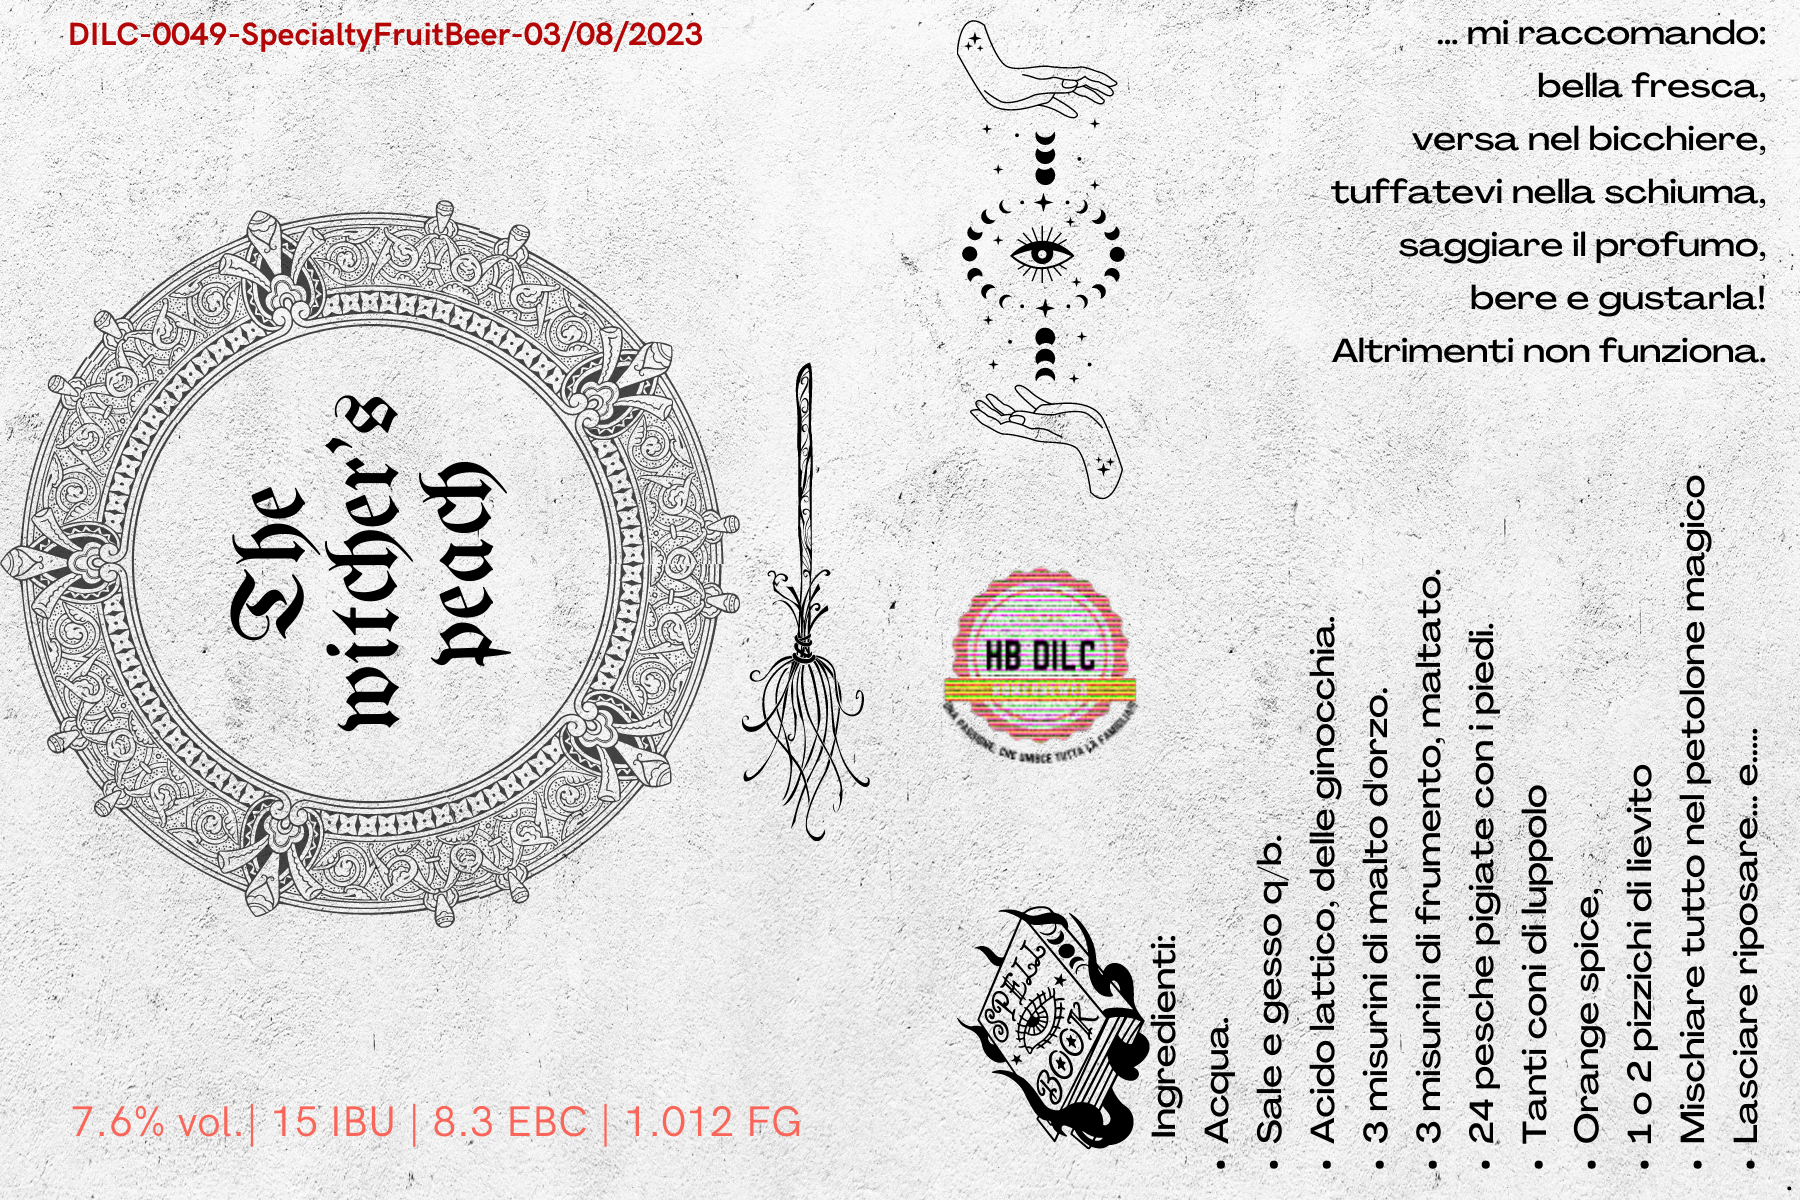 DILC-0049-SpecialtyFruitBeer-03/08/2023
The
witcher's
peach
7.6% vol.| 15 IBU | 8.3 EBC | 1.012 FG
HB DILC
UNA PASSIONE, CHE UNISCE TUTTA LA FAMIGLIA
SPELL
BOOK
... mi raccomando:
bella fresca,
versa nel bicchiere,
tuffatevi nella schiuma,
saggiare il profumo,
bere e gustarla!
Altrimenti non funziona.
Ingredienti:
• Acqua.
• Sale e gesso q/b.
• Acido lattico, delle ginocchia.
• 3 misurini di malto d'orzo.
• 3 misurini di frumento, maltato.
• 24 pesche pigiate con i piedi.
• Tanti coni di luppolo
• Orange spice,
• 1 o 2 pizzichi di lievito
• Mischiare tutto nel petolone magico
• Lasciare riposare... e......